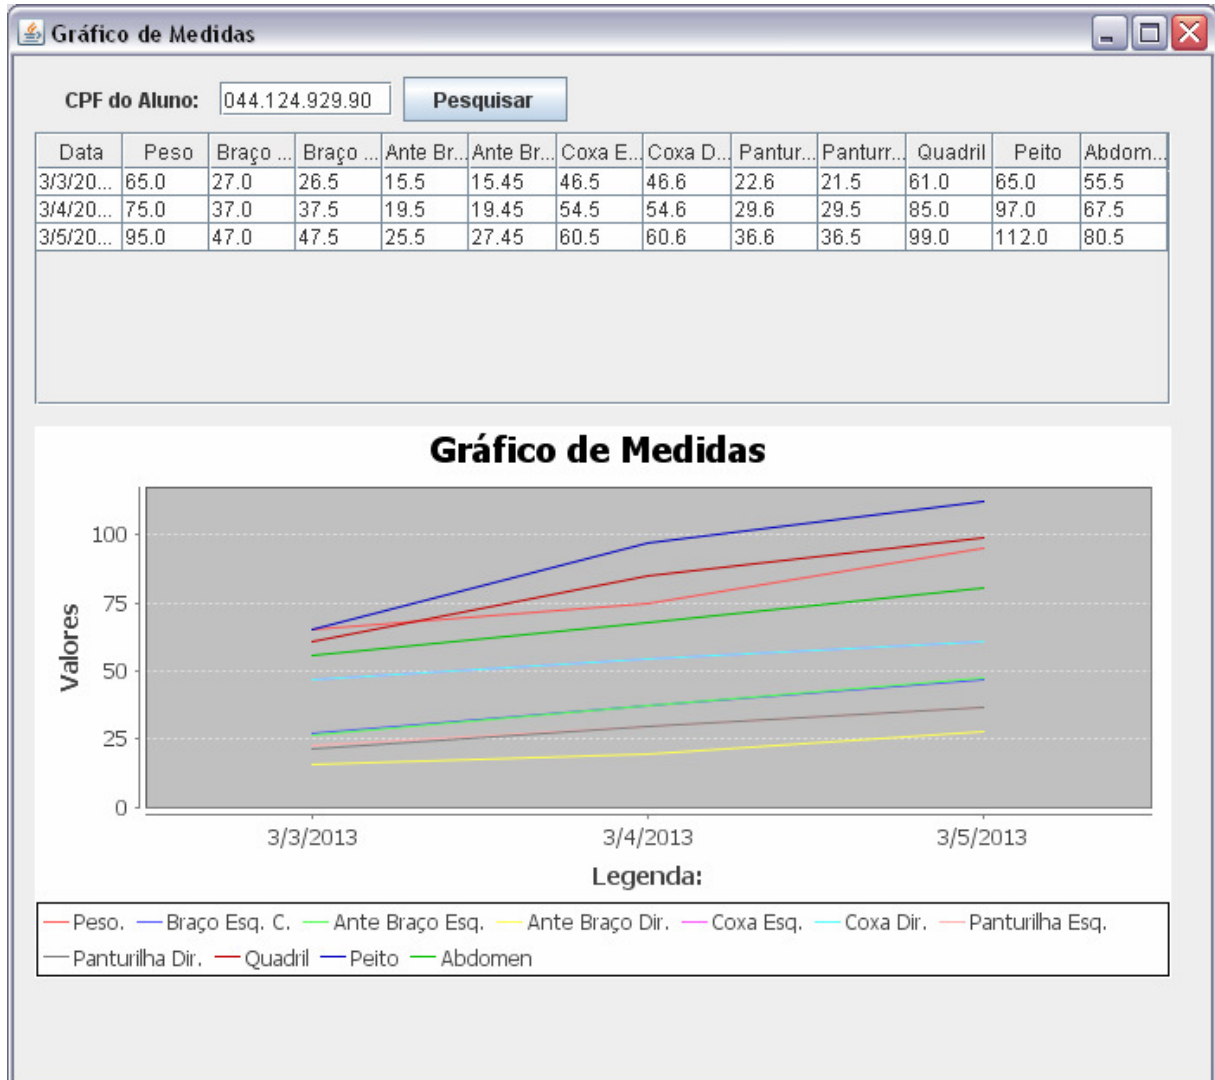 Gráfico de Medidas
CPF do Aluno: 044.124.929.90 Pesquisar
Data Peso Braço ... Braço ... Ante Br... Ante Br... Coxa E... Coxa D... Pantur... Panturr... Quadril Peito Abdom...
3/3/20... 65.0 27.0 26.5 15.5 15.45 46.5 46.6 22.6 21.5 61.0 65.0 55.5
3/4/20... 75.0 37.0 37.5 19.5 19.45 54.5 54.6 29.6 29.5 85.0 97.0 67.5
3/5/20... 95.0 47.0 47.5 25.5 27.45 60.5 60.6 36.6 36.5 99.0 112.0 80.5
Gráfico de Medidas
100
75
50
25
0
Valores
3/3/2013 3/4/2013 3/5/2013
Legenda:
Peso. Braço Esq. C. Ante Braço Esq. Ante Braço Dir. Coxa Esq. Coxa Dir. Panturilha Esq.
Panturilha Dir. Quadril Peito Abdomen